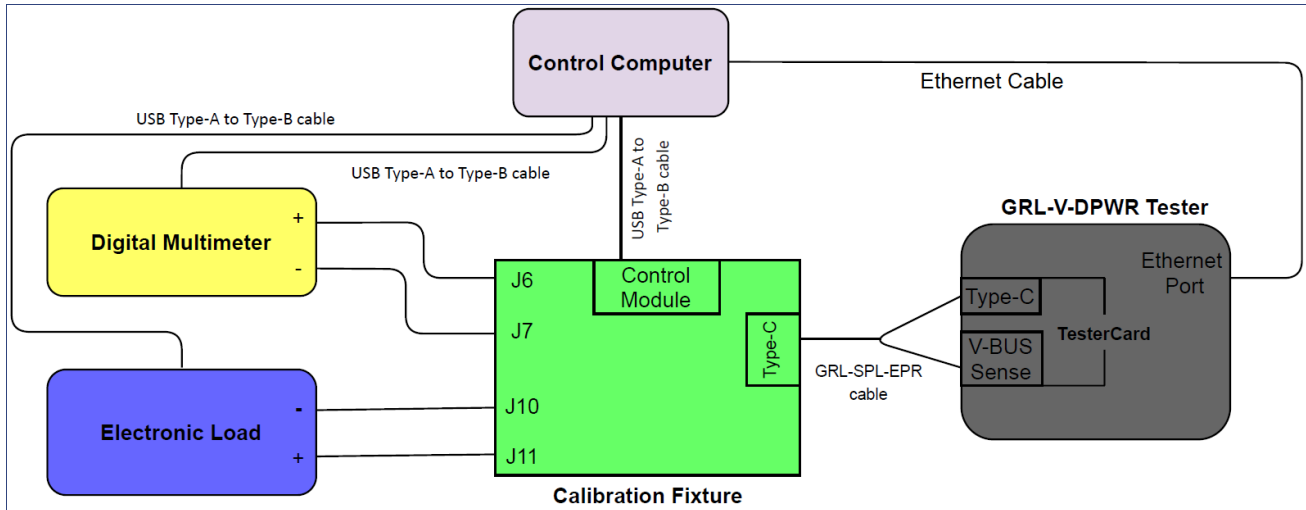 Control Computer
Ethernet Cable
USB Type-A to Type-B cable
USB Type-A to Type-B cable
USB Type-A to
Type-B cable
Digital Multimeter
+
-
Electronic Load
-
+
J6
J7
J10
J11
Control
Module
Type-C
Calibration Fixture
GRL-SPL-EPR
cable
GRL-V-DPWR Tester
Ethernet
Port
Type-C
TesterCard
V-BUS
Sense